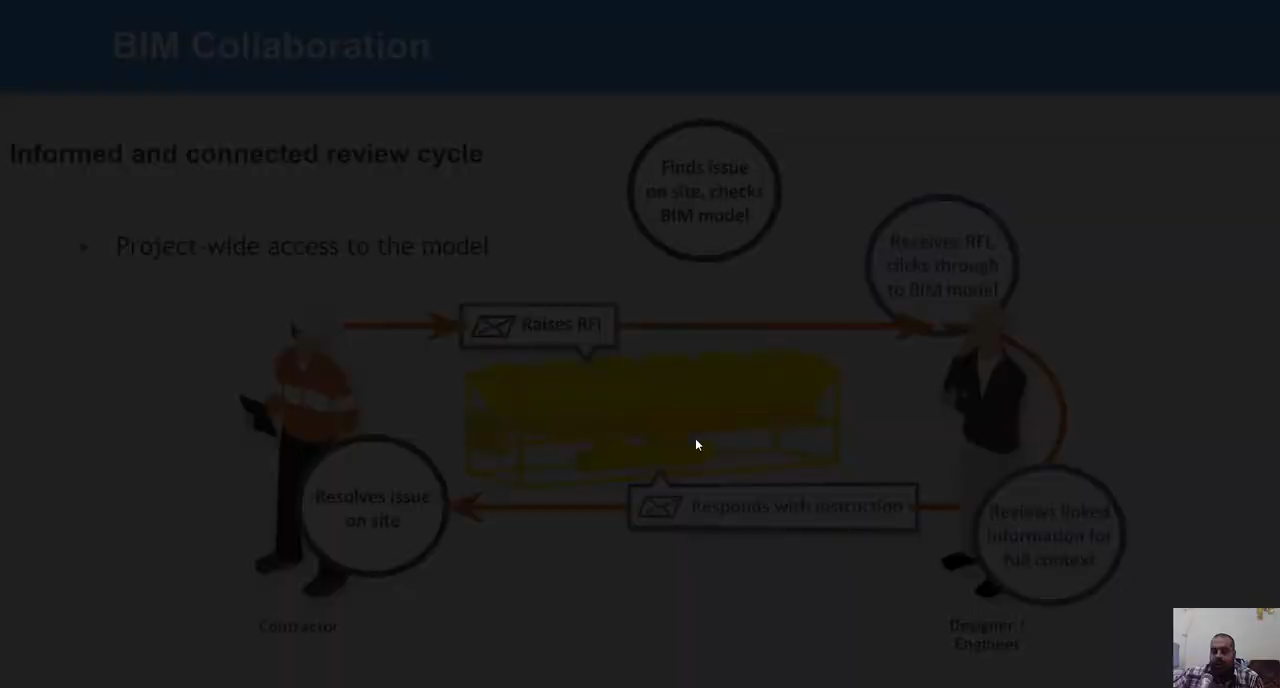 BIM Collaboration
Informed and connected review cycle
• Project-wide access to the model
Finds issue
on site, checks
BIM model
Receives RFI,
clicks through
to BIM model
Raises RFI
Resolves issue
on site
Responds with instruction
Reviews linked
information for
full context
Contractor
Designer /
Engineer